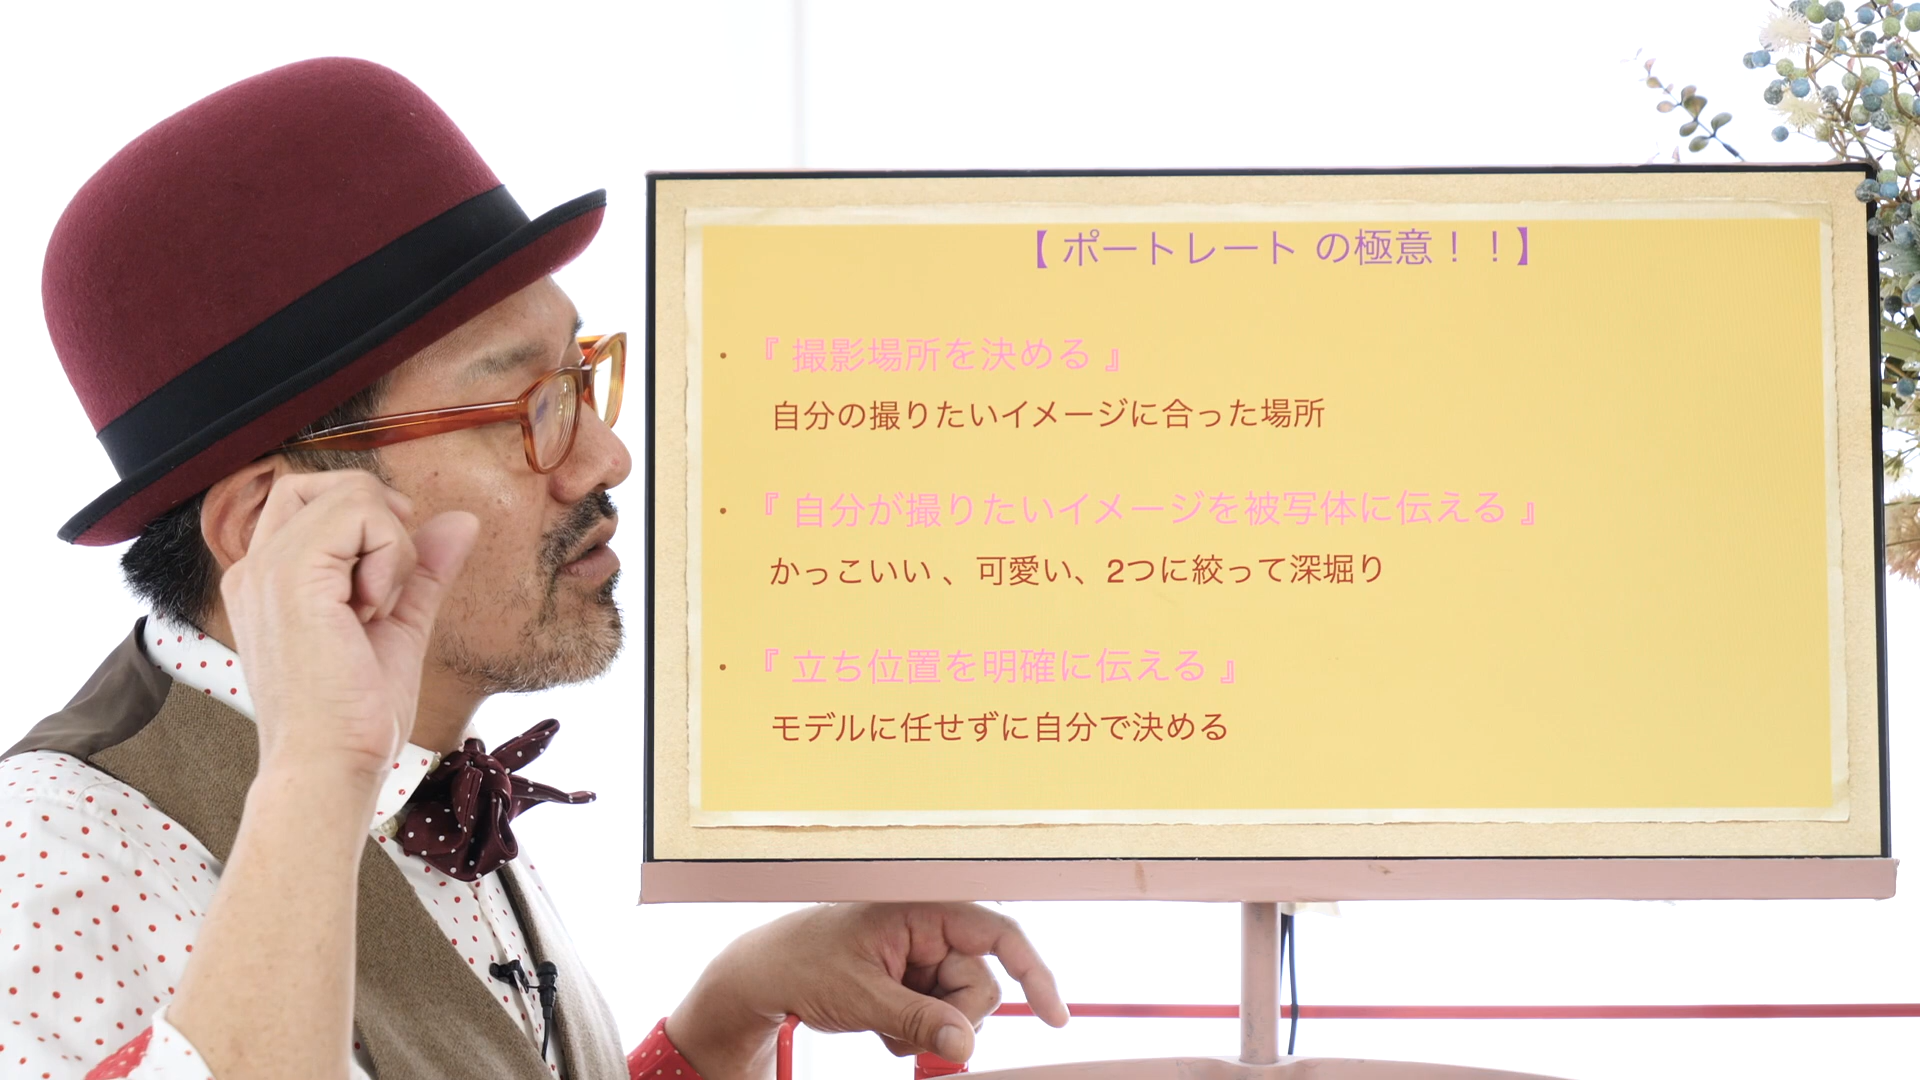 【 ポートレート の極意！！】
・『 撮影場所を決める 』
自分の撮りたいイメージに合った場所
・『 自分が撮りたいイメージを被写体に伝える 』
かっこいい 、可愛い、2つに絞って深堀り
・『 立ち位置を明確に伝える 』
モデルに任せずに自分で決める